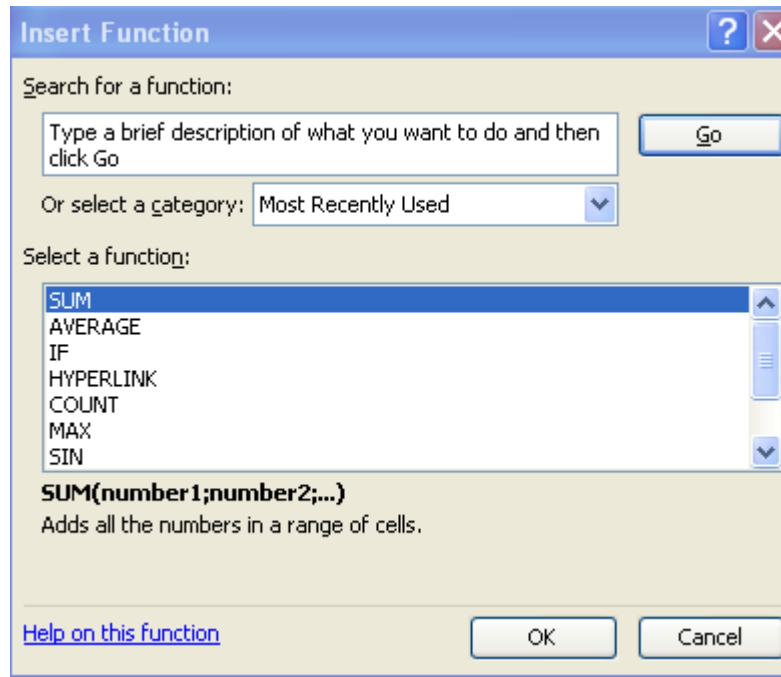 Insert Function
?
Search for a function:
Type a brief description of what you want to do and then
click Go
Go
Or select a category: Most Recently Used
Select a function:
SUM
AVERAGE
IF
HYPERLINK
COUNT
MAX
SIN
SUM(number1;number2;...)
Adds all the numbers in a range of cells.
Help on this function OK Cancel